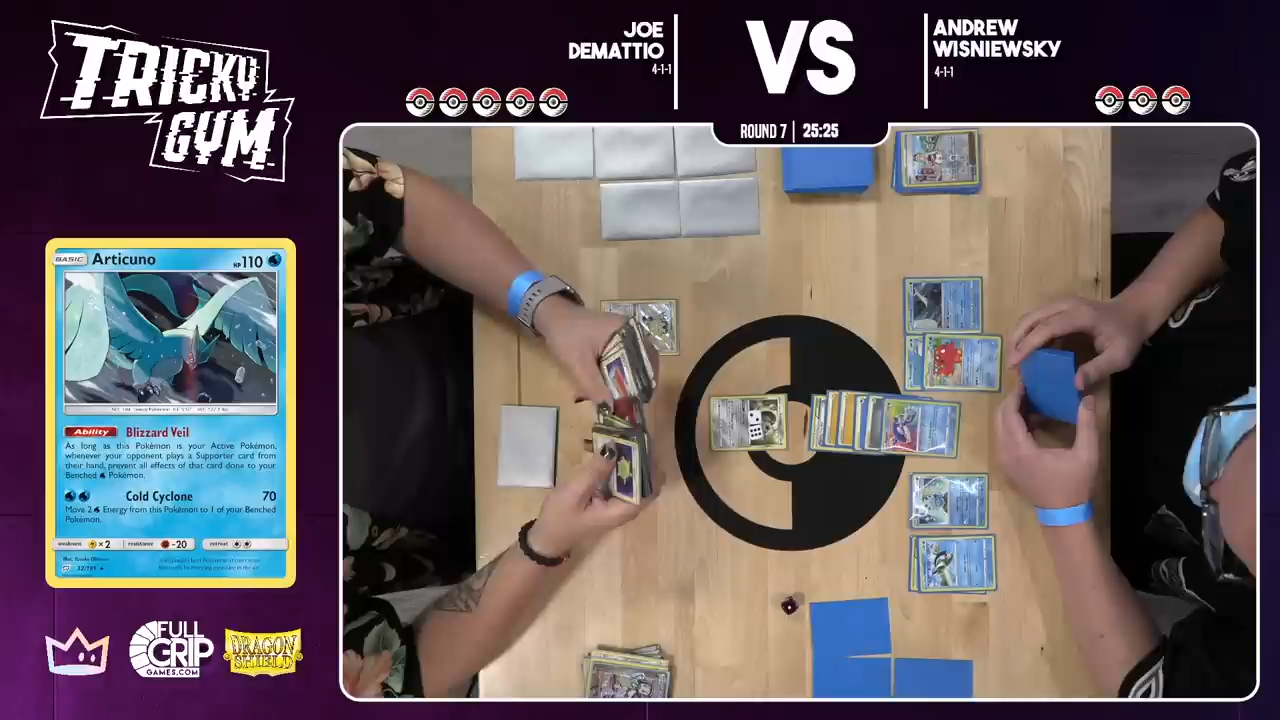 TRICKY
GYM
JOE
DEMATTIO
4-1-1
VS
ANDREW
WISNIEWSKY
4-1-1
ROUND 7 | 25:25
BASIC Articuno HP 110
Ability Blizzard Veil
As long as this Pokémon is your Active Pokémon,
whenever your opponent plays a Supporter card from
their hand, prevent all effects of that card done to your
Benched Pokémon.
Cold Cyclone 70
Move 2 Energy from this Pokémon to 1 of your Benched
Pokémon.
weakness ×2 resistance -20 retreat
FULL
GRIP
GAMES.COM
DRAGON
SHIELD